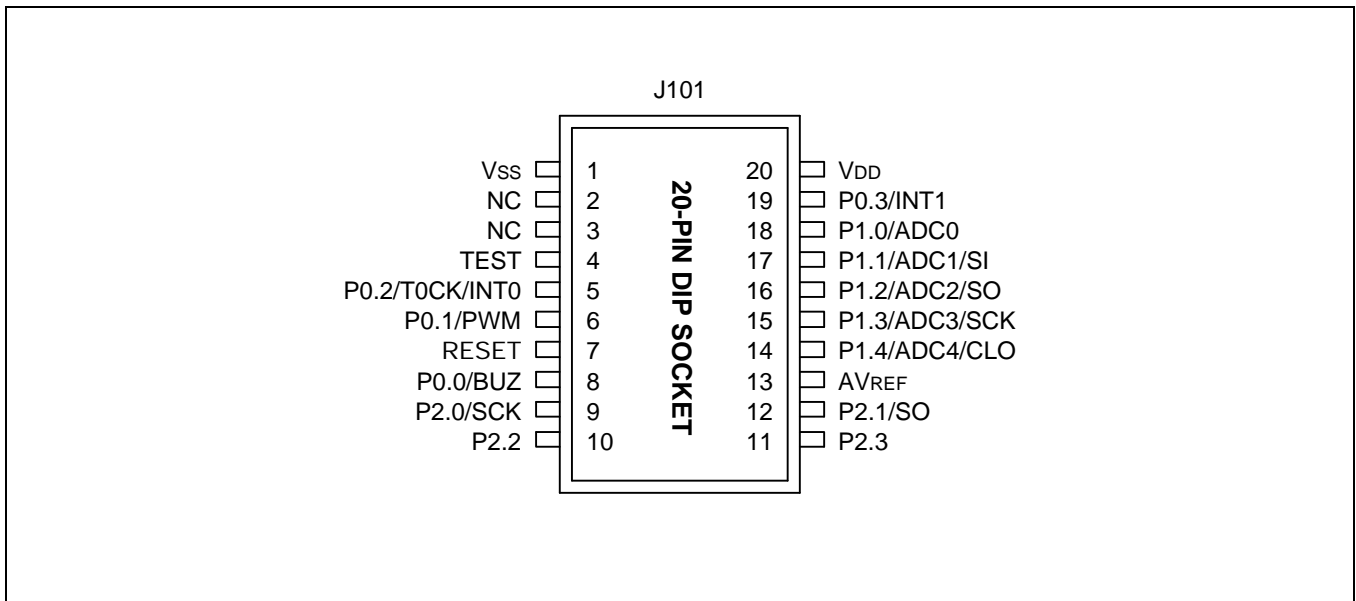 J101
Vss 1 20 VDD
NC 2 19 P0.3/INT1
NC 3 18 P1.0/ADC0
TEST 4 17 P1.1/ADC1/SI
P0.2/T0CK/INT0 5 16 P1.2/ADC2/SO
P0.1/PWM 6 15 P1.3/ADC3/SCK
RESET 7 14 P1.4/ADC4/CLO
P0.0/BUZ 8 13 AVREF
P2.0/SCK 9 12 P2.1/SO
P2.2 10 11 P2.3
20-PIN DIP SOCKET